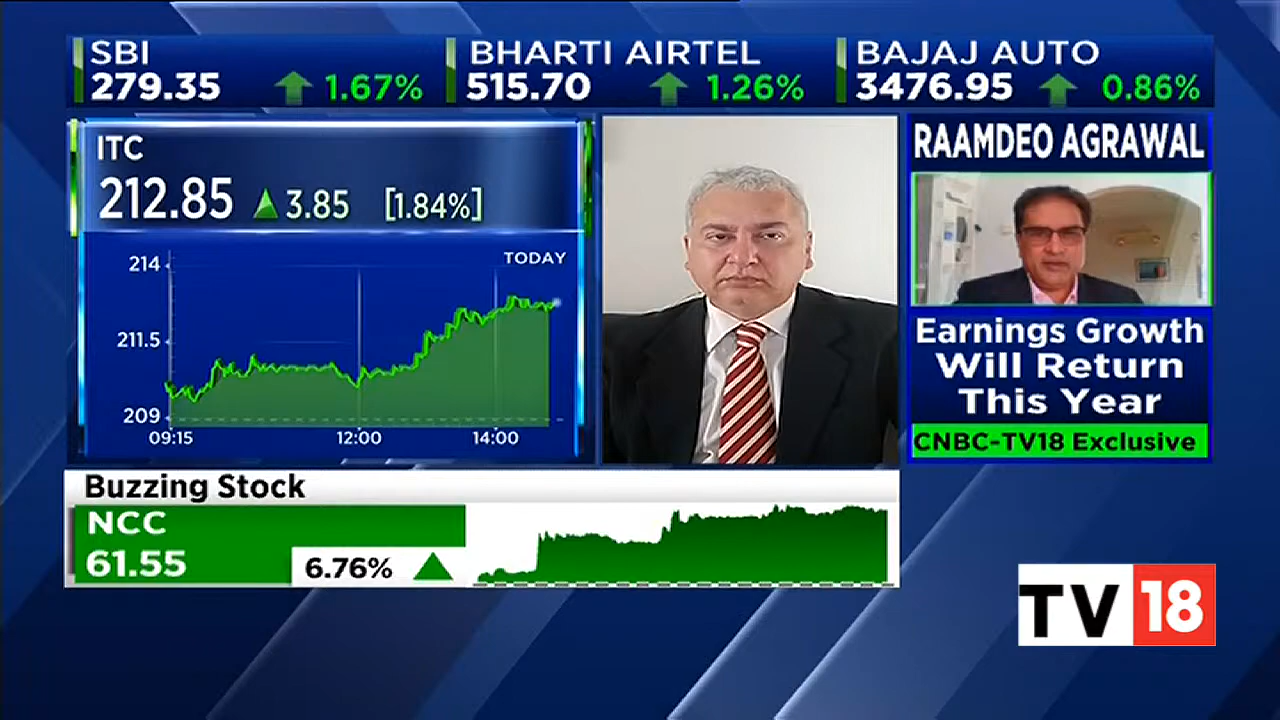 SBI
279.35 1.67%
BHARTI AIRTEL
515.70 1.26%
BAJAJ AUTO
3476.95 0.86%
ITC
212.85 3.85 [1.84%]
TODAY
214
211.5
209
09:15 12:00 14:00
RAAMDEO AGRAWAL
Earnings Growth
Will Return
This Year
CNBC-TV18 Exclusive
Buzzing Stock
NCC
61.55 6.76%
TV18